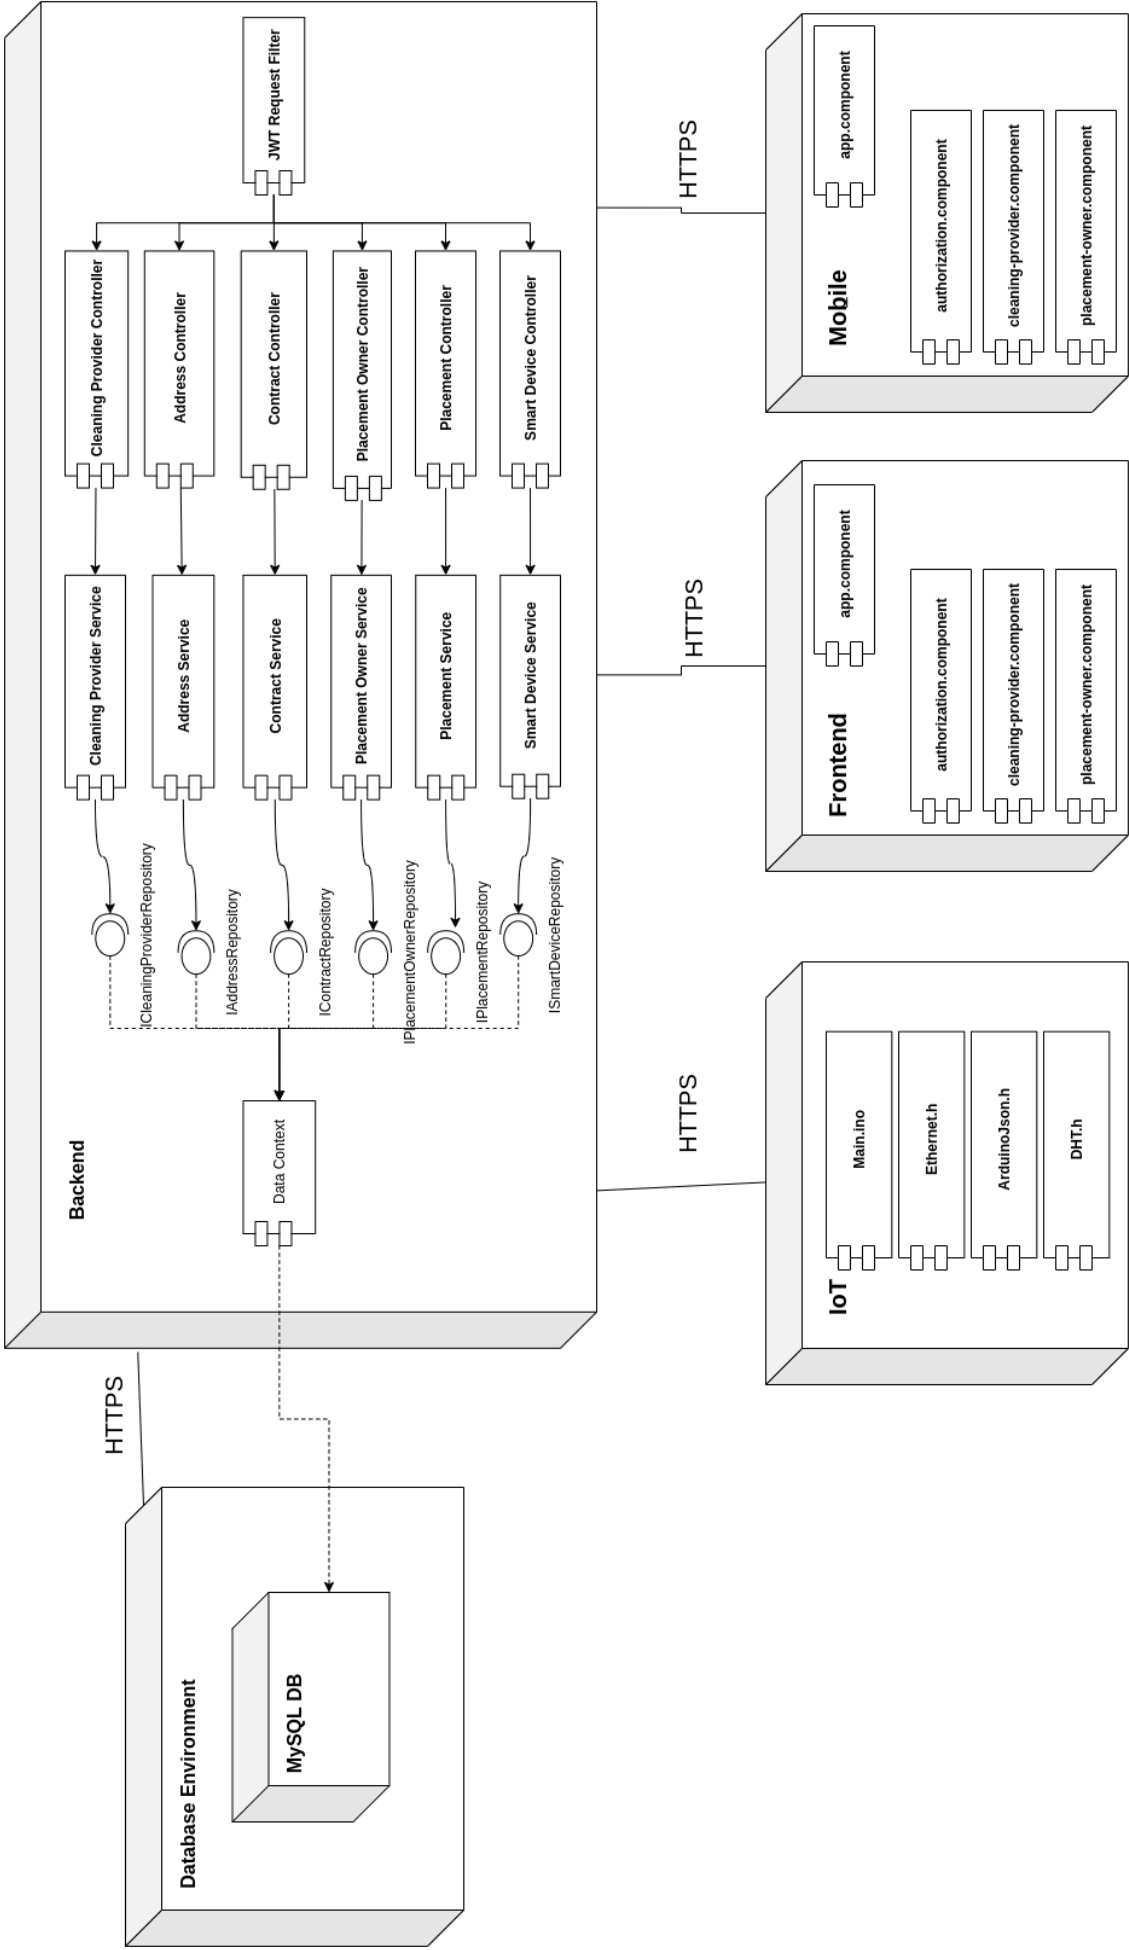 Database Environment
MySQL DB
HTTPS
Backend
Data Context
ICleaningProviderRepository
IAddressRepository
IContractRepository
IPlacementOwnerRepository
IPlacementRepository
ISmartDeviceRepository
Cleaning Provider Service
Address Service
Contract Service
Placement Owner Service
Placement Service
Smart Device Service
Cleaning Provider Controller
Address Controller
Contract Controller
Placement Owner Controller
Placement Controller
Smart Device Controller
JWT Request Filter
HTTPS
HTTPS
HTTPS
IoT
Main.ino
Ethernet.h
ArduinoJson.h
DHT.h
Frontend
app.component
authorization.component
cleaning-provider.component
placement-owner.component
Mobile
app.component
authorization.component
cleaning-provider.component
placement-owner.component